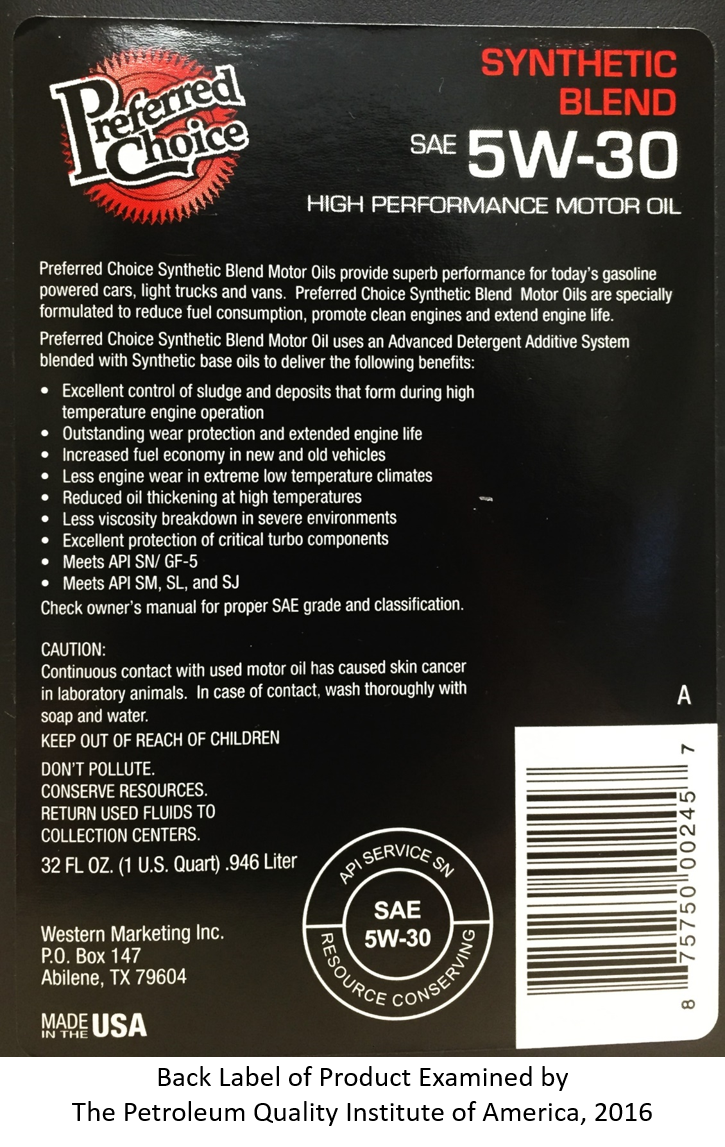 Preferred
Choice
SYNTHETIC
BLEND
SAE 5W-30
HIGH PERFORMANCE MOTOR OIL
Preferred Choice Synthetic Blend Motor Oils provide superb performance for today's gasoline
powered cars, light trucks and vans. Preferred Choice Synthetic Blend Motor Oils are specially
formulated to reduce fuel consumption, promote clean engines and extend engine life.
Preferred Choice Synthetic Blend Motor Oil uses an Advanced Detergent Additive System
blended with Synthetic base oils to deliver the following benefits:
• Excellent control of sludge and deposits that form during high
temperature engine operation
• Outstanding wear protection and extended engine life
• Increased fuel economy in new and old vehicles
• Less engine wear in extreme low temperature climates
• Reduced oil thickening at high temperatures
• Less viscosity breakdown in severe environments
• Excellent protection of critical turbo components
• Meets API SN/ GF-5
• Meets API SM, SL, and SJ
Check owner's manual for proper SAE grade and classification.
CAUTION:
Continuous contact with used motor oil has caused skin cancer
in laboratory animals. In case of contact, wash thoroughly with
soap and water.
KEEP OUT OF REACH OF CHILDREN
DON'T POLLUTE.
CONSERVE RESOURCES.
RETURN USED FLUIDS TO
COLLECTION CENTERS.
32 FL OZ. (1 U.S. Quart) .946 Liter
Western Marketing Inc.
P.O. Box 147
Abilene, TX 79604
MADE IN THE USA
API SERVICE SN
SAE
5W-30
RESOURCE CONSERVING
A
8 75750 00245 7
Back Label of Product Examined by
The Petroleum Quality Institute of America, 2016